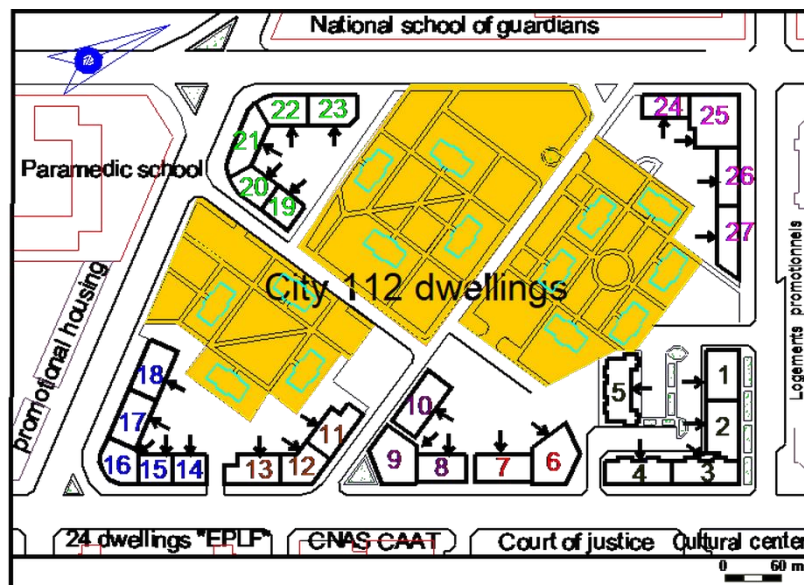 National school of guardians
22 23
24 25
21
Paramedic school
20
19
26
27
City 112 dwellings
promotional housing
Logements promotionnels
18
17
16 15 14
13 12 11
10
9 8
7 6
5
1
2
4 3
24 dwellings "EPLF"
CNAS CAAT
Court of justice
Cultural center
0 60 m